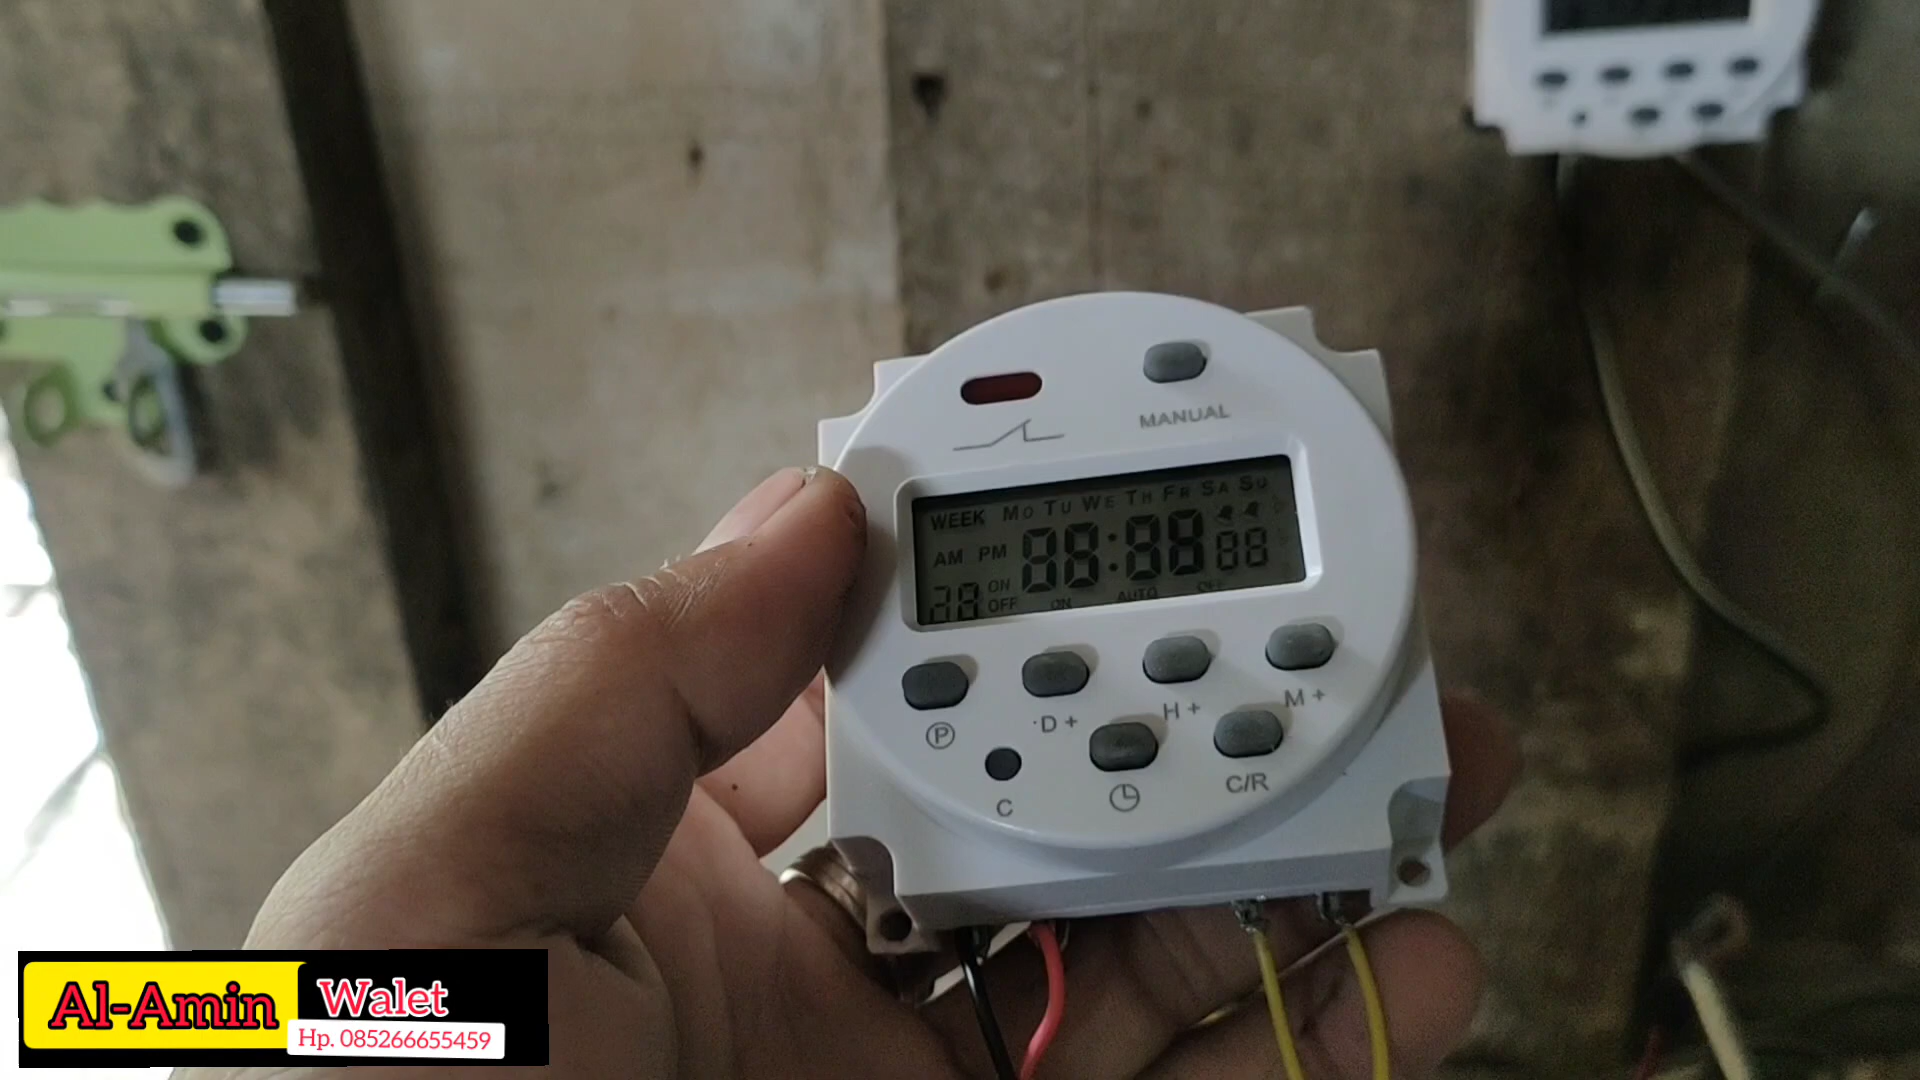 MANUAL
WEEK MO TU WE TH FR SA SU
AM PM 88:88 88
ON
OFF ON AUTO OFF
D+ H+ M+
P
C C/R
Al-Amin Walet
Hp. 085266655459